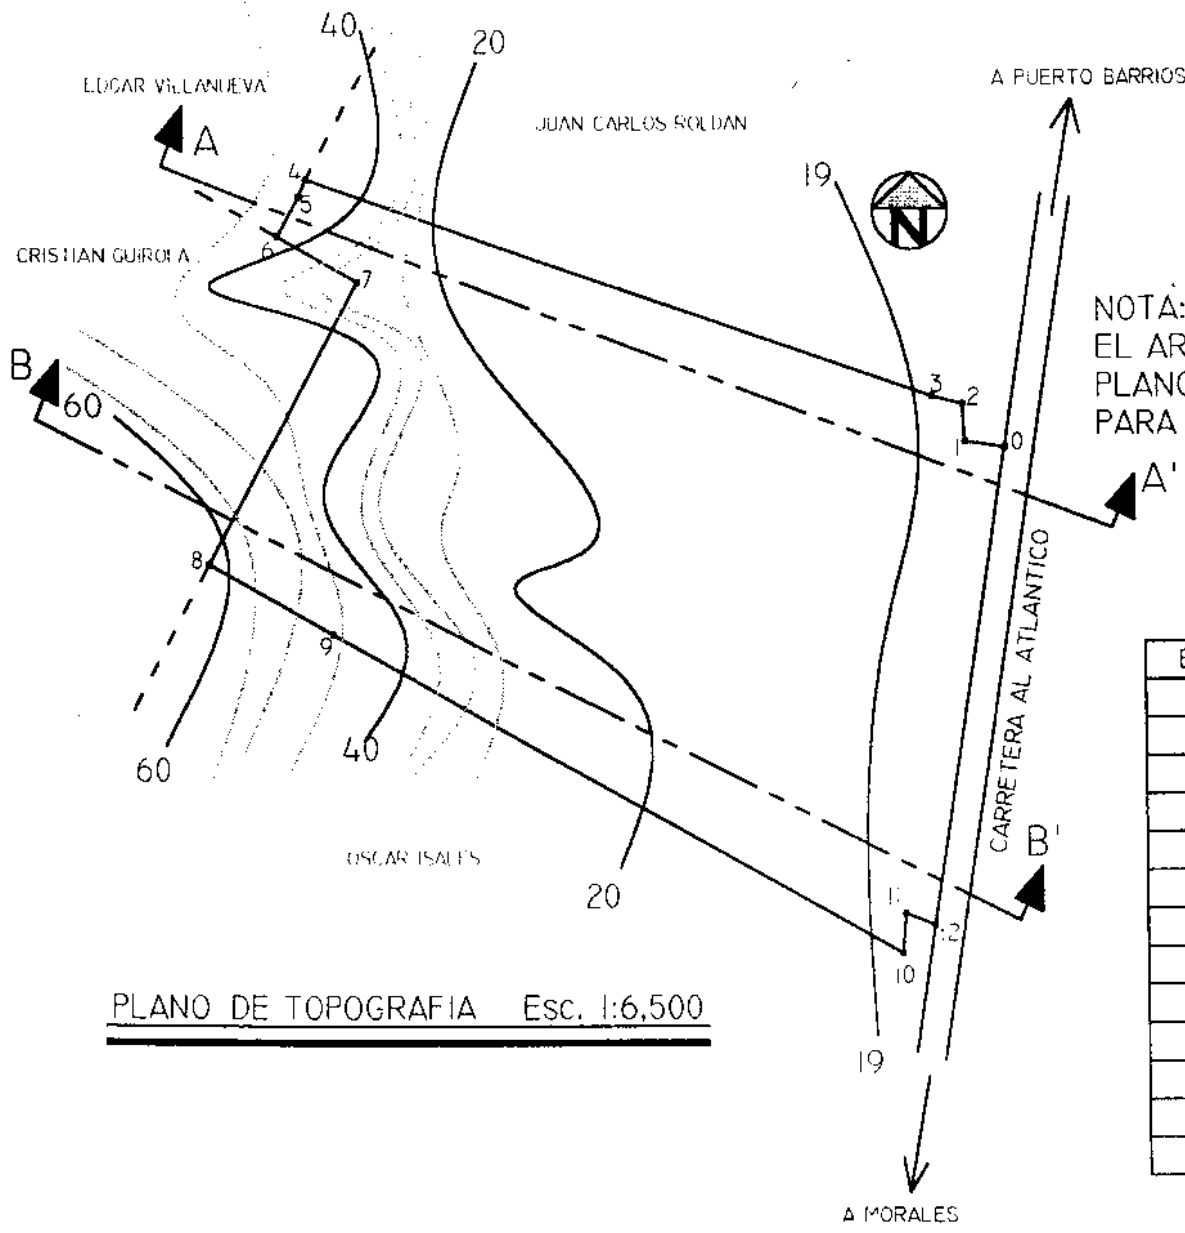 40
20
A PUERTO BARRIOS
EDGAR VILLANUEVA
JUAN CARLOS ROLDAN
A
4
19
5
N
6
CRISTIAN GUIROLA
7
NOTA:
EL AR
PLANO
PARA
B
60
3
2
1
0
A'
8
9
CARRETERA AL ATLANTICO
E
40
60
B'
OSCAR ISALES
20
11
12
10
PLANO DE TOPOGRAFIA Esc. 1:6,500
19
A MORALES